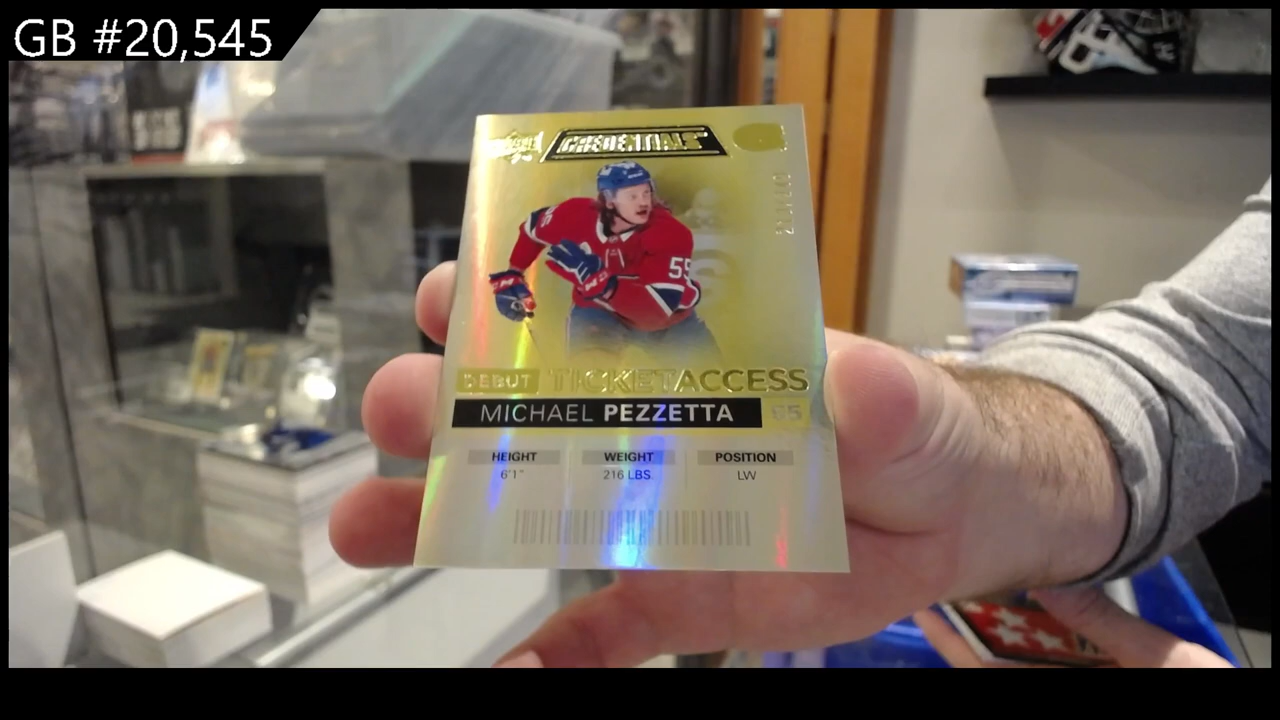 GB #20,545
CREDENTIALS
55
DEBUT TICKET ACCESS
MICHAEL PEZZETTA
HEIGHT WEIGHT POSITION
6'1" 216 LBS. LW